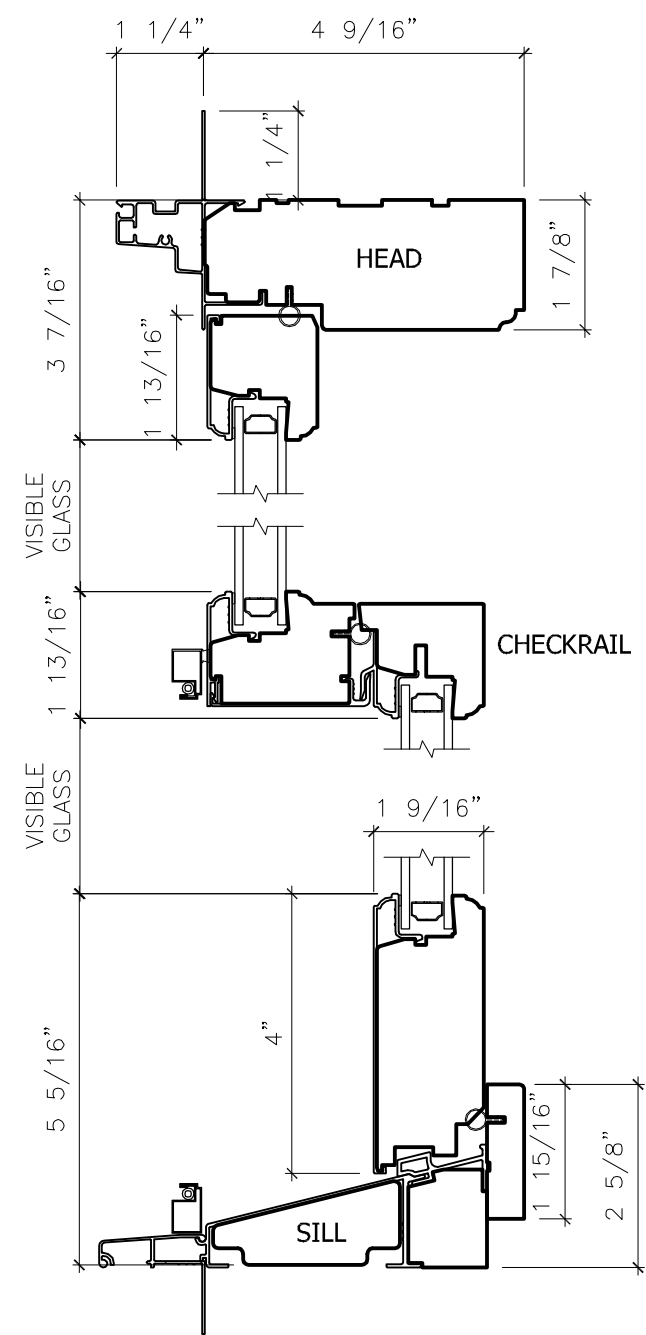 1 1/4”
4 9/16”
1 1/4”
HEAD
1 7/8”
3 7/16”
1 13/16”
VISIBLE
GLASS
1 13/16”
CHECKRAIL
VISIBLE
GLASS
1 9/16”
5 5/16”
4”
1 15/16”
2 5/8”
SILL